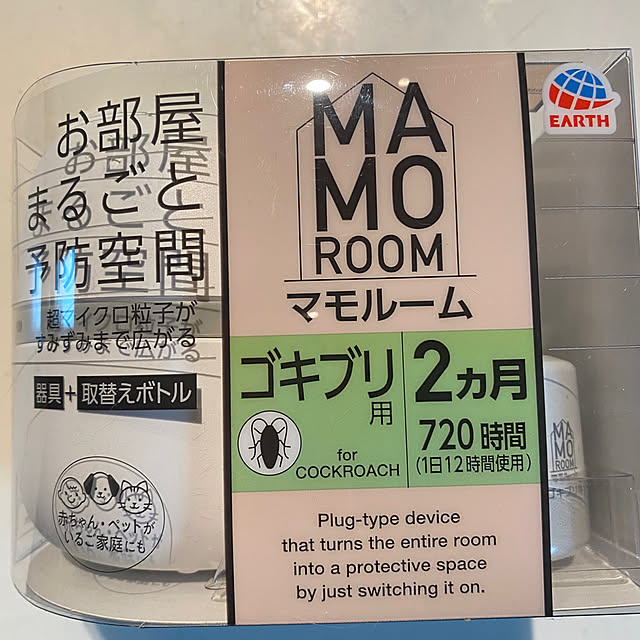 お部屋
まるごと
予防空間
超マイクロ粒子が
すみずみまで広がる
器具+取替えボトル
赤ちゃん・ペットが
いるご家庭にも
MA
MO
ROOM
マモルーム
ゴキブリ
用
for
COCKROACH
2ヵ月
720時間
(1日12時間使用)
Plug-type device
that turns the entire room
into a protective space
by just switching it on.
EARTH
MA
MO
ROOM